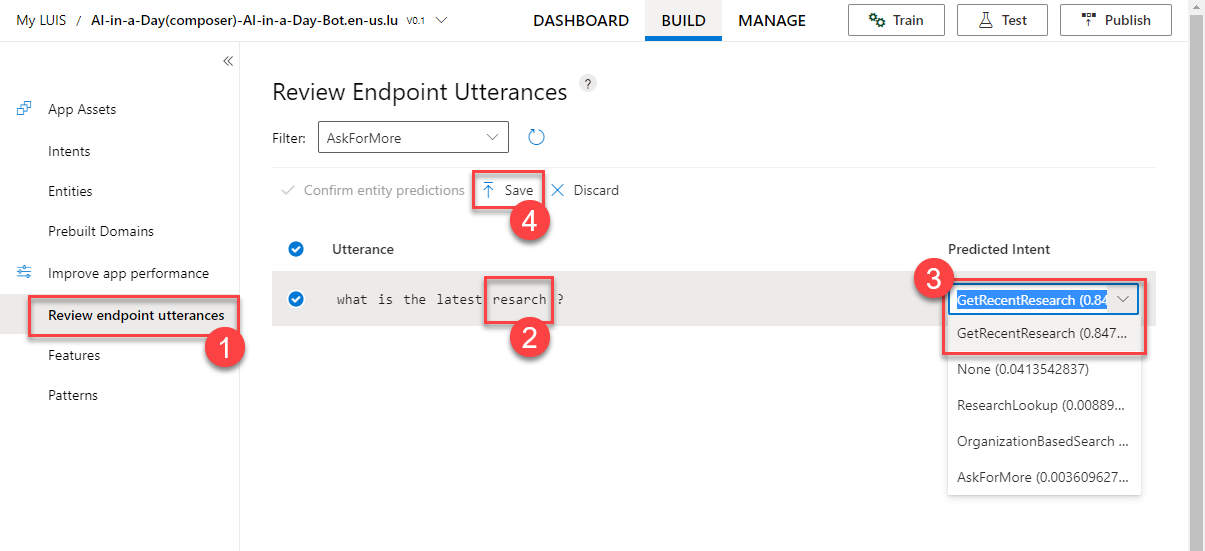 My LUIS / AI-in-a-Day(composer)-AI-in-a-Day-Bot.en-us.lu V0.1 DASHBOARD BUILD MANAGE Train Test Publish
Review Endpoint Utterances ?
App Assets
Filter: AskForMore
Intents
Entities
Confirm entity predictions Save Discard
4
Prebuilt Domains
Utterance Predicted Intent
Improve app performance
3
what is the latest resarch ? GetRecentResearch (0.84
Review endpoint utterances
1
2
GetRecentResearch (0.847...
Features
None (0.0413542837)
Patterns
ResearchLookup (0.00889...
OrganizationBasedSearch ...
AskForMore (0.003609627...